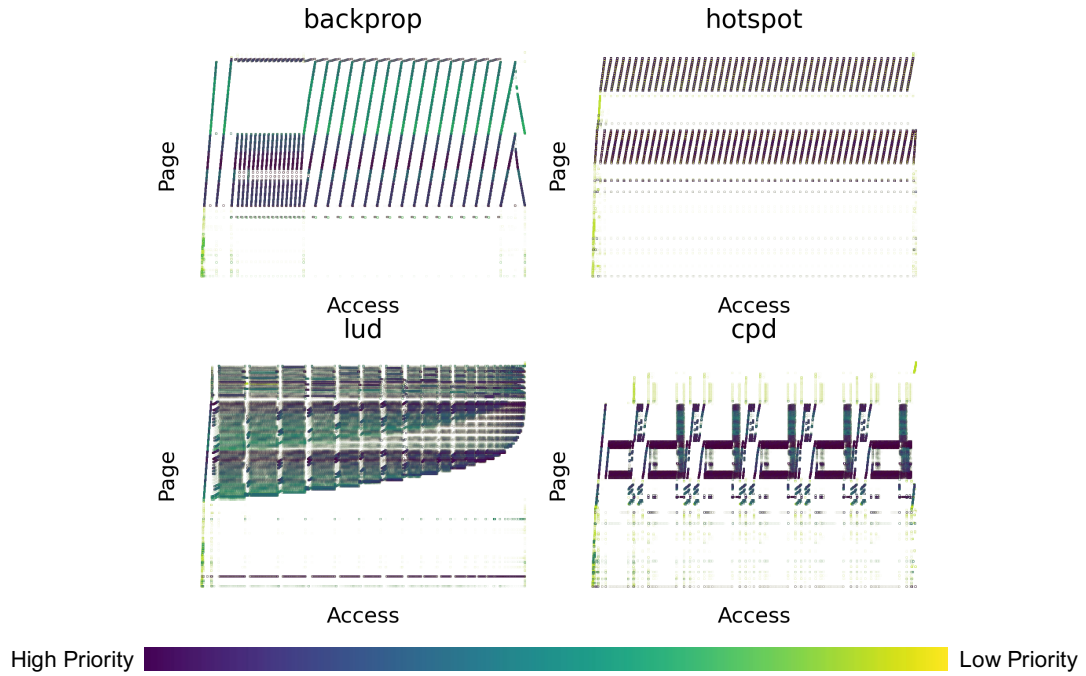 backprop
hotspot
Page
Page
Access
Access
lud
cpd
Page
Page
Access
Access
High Priority
Low Priority